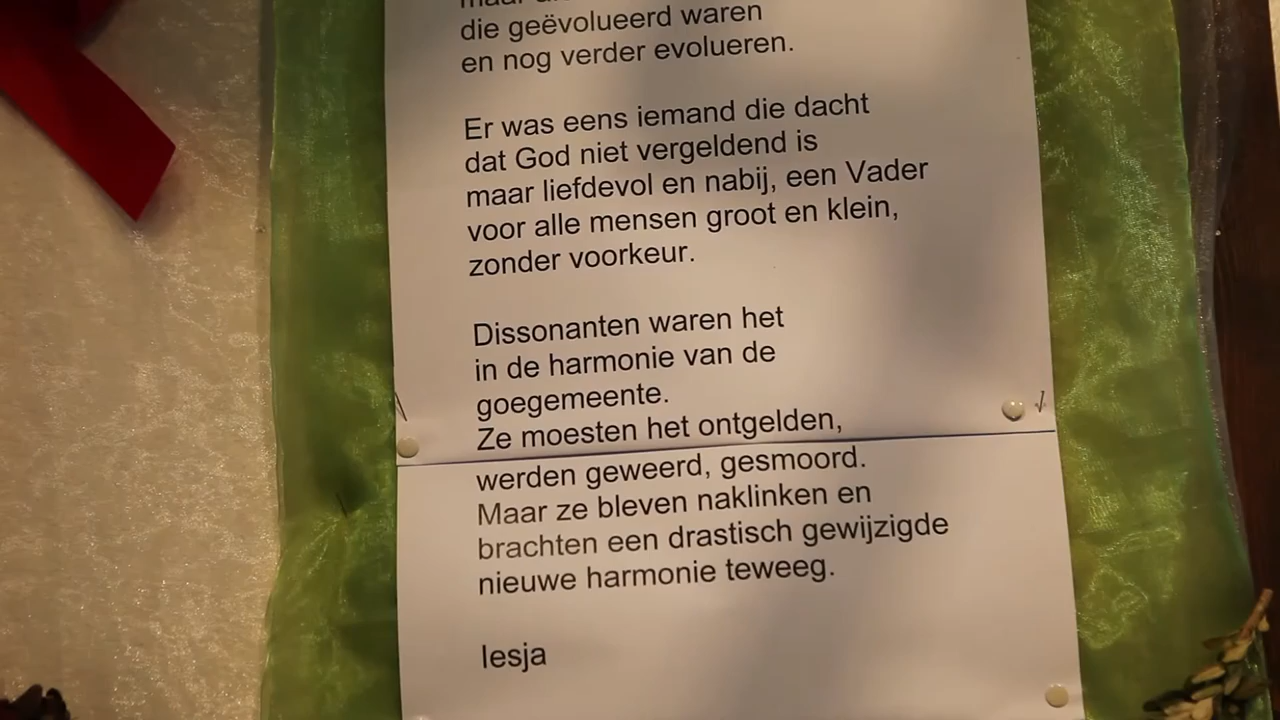 maar
die geëvolueerd waren
en nog verder evolueren.
Er was eens iemand die dacht
dat God niet vergeldend is
maar liefdevol en nabij, een Vader
voor alle mensen groot en klein,
zonder voorkeur.
Dissonanten waren het
in de harmonie van de
goegemeente.
Ze moesten het ontgelden,
werden geweerd, gesmoord.
Maar ze bleven naklinken en
brachten een drastisch gewijzigde
nieuwe harmonie teweeg.
lesja